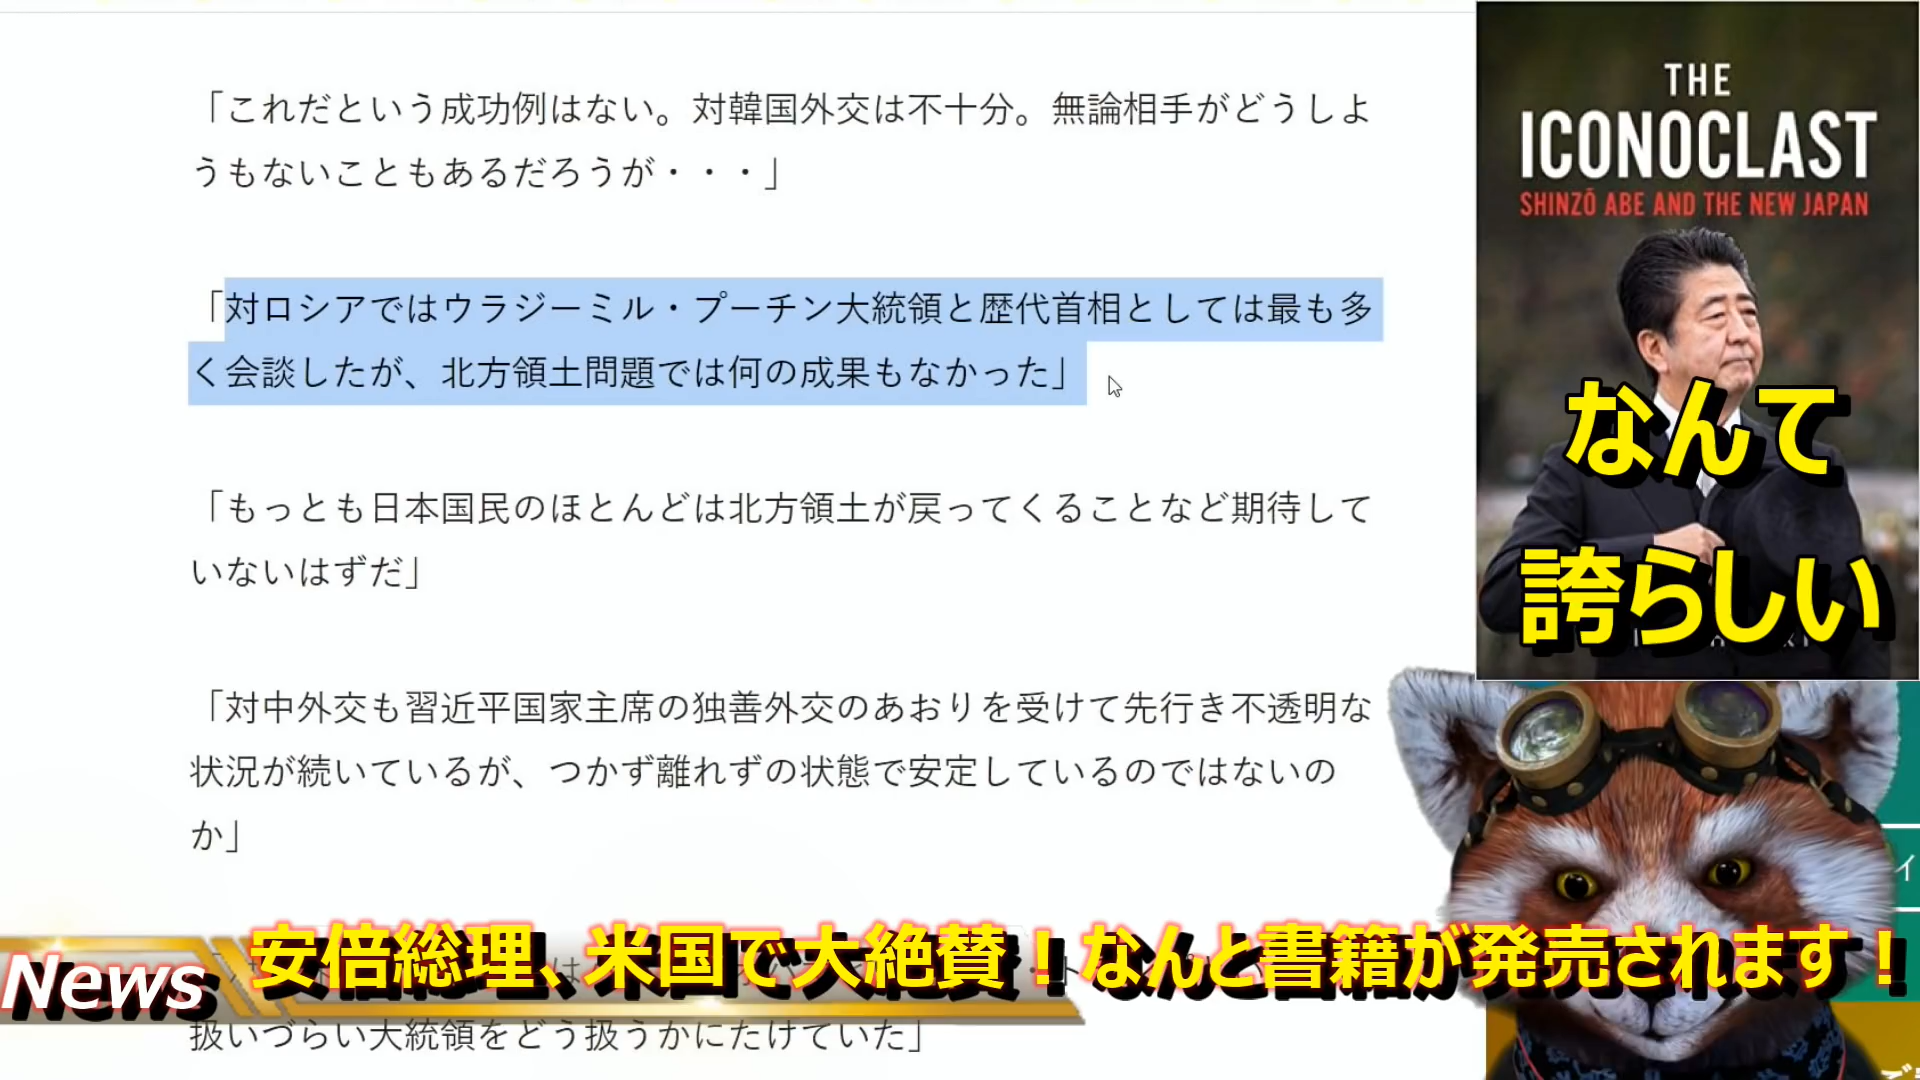 「これだという成功例はない。対韓国外交は不十分。無論相手がどうしよ
うもないこともあるだろうが・・・」
「対ロシアではウラジーミル・プーチン大統領と歴代首相としては最も多
く会談したが、北方領土問題では何の成果もなかった」
「もっとも日本国民のほとんどは北方領土が戻ってくることなど期待して
いないはずだ」
「対中外交も習近平国家主席の独善外交のあおりを受けて先行き不透明な
状況が続いているが、つかず離れずの状態で安定しているのではないの
か」
扱いづらい大統領をどう扱うかにたけていた」
THE
ICONOCLAST
SHINZŌ ABE AND THE NEW JAPAN
なんて
誇らしい
イ
News
安倍総理、米国で大絶賛！なんと書籍が発売されます！